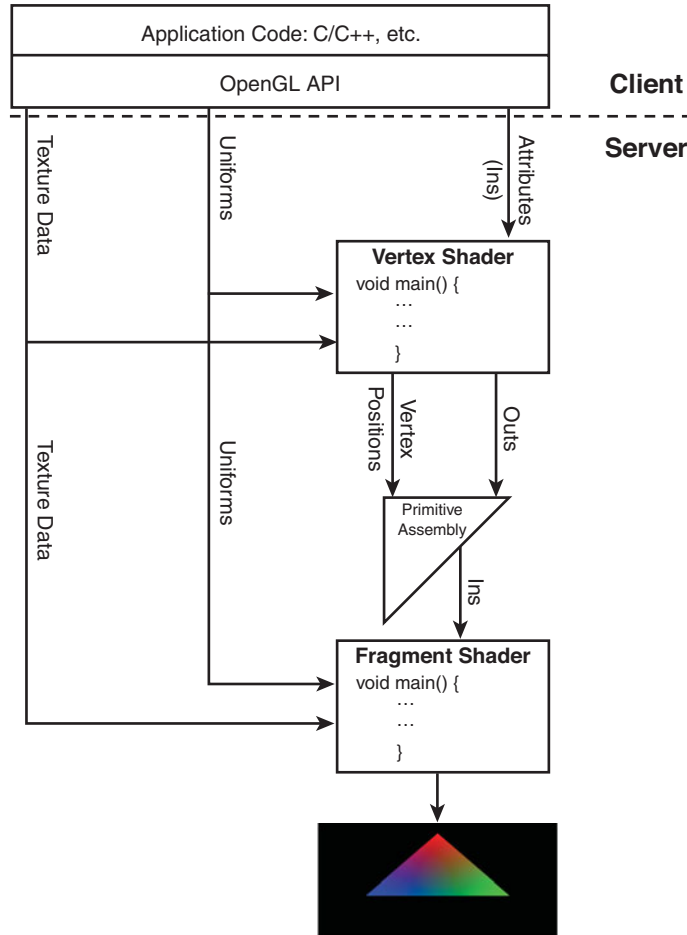 Application Code: C/C++, etc.
OpenGL API
Client
Server
Texture Data
Uniforms
Attributes
(Ins)
Vertex Shader
void main() {
...
...
}
Vertex
Positions
Outs
Texture Data
Uniforms
Primitive
Assembly
Ins
Fragment Shader
void main() {
...
...
}